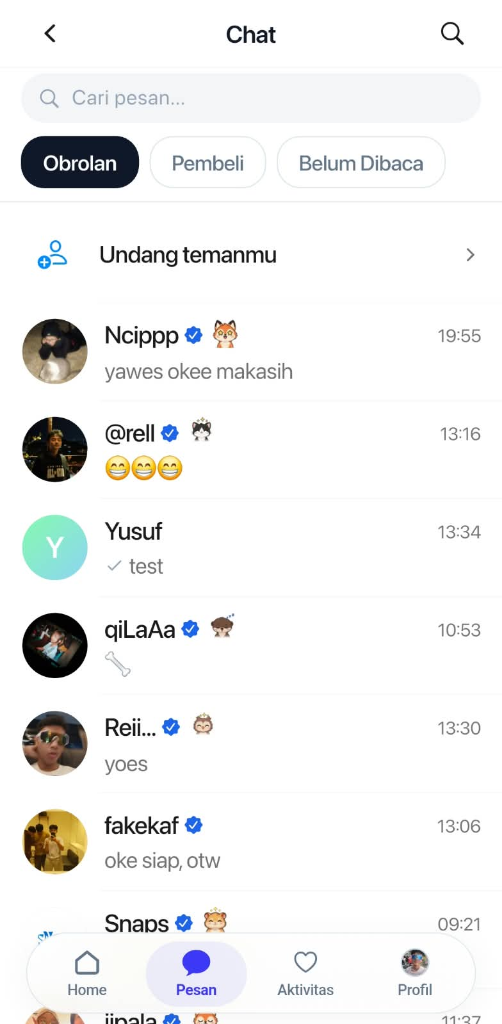 Chat
Cari pesan...
Obrolan Pembeli Belum Dibaca
Undang temanmu
Ncippp 19:55
yawes okee makasih
@rell 13:16
😁😁😁
Yusuf 13:34
Y
✓ test
qiLaAa 10:53
🦴
Reii... 13:30
yoes
fakekaf 13:06
oke siap, otw
Snaps 09:21
Home Pesan Aktivitas Profil
11:37